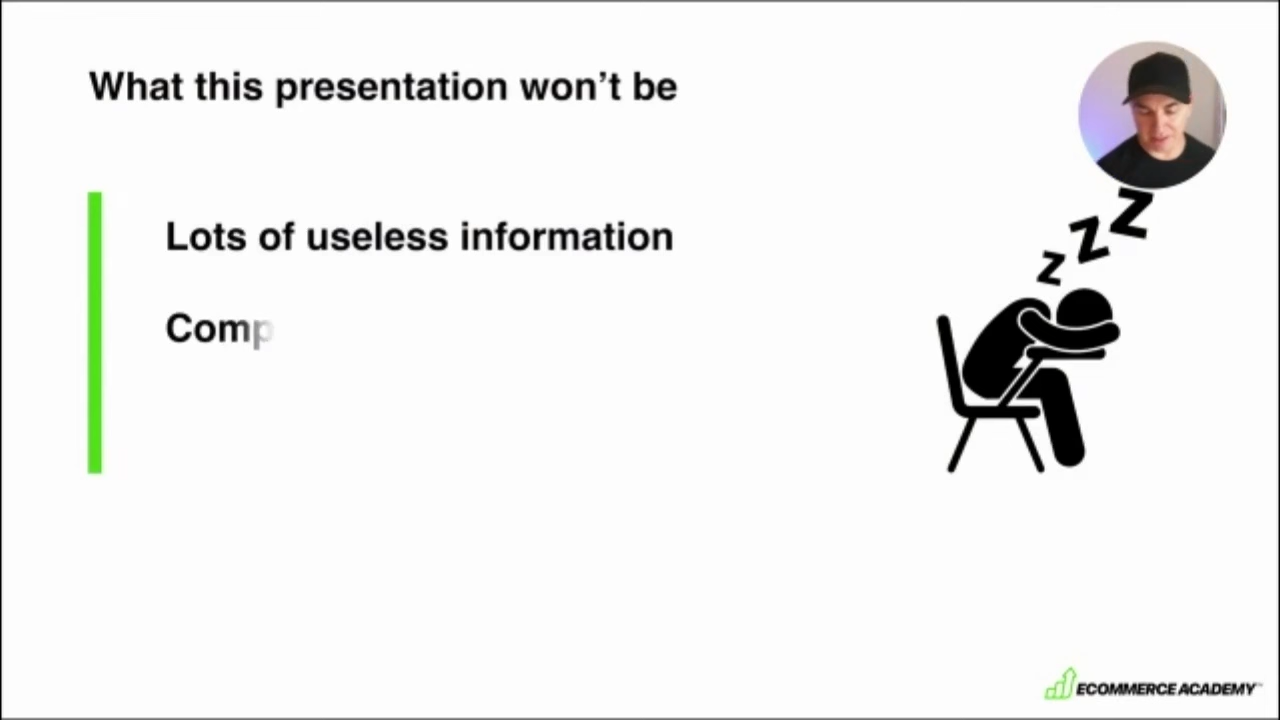 What this presentation won’t be
Lots of useless information
Comp
z z z
ECOMMERCE ACADEMY